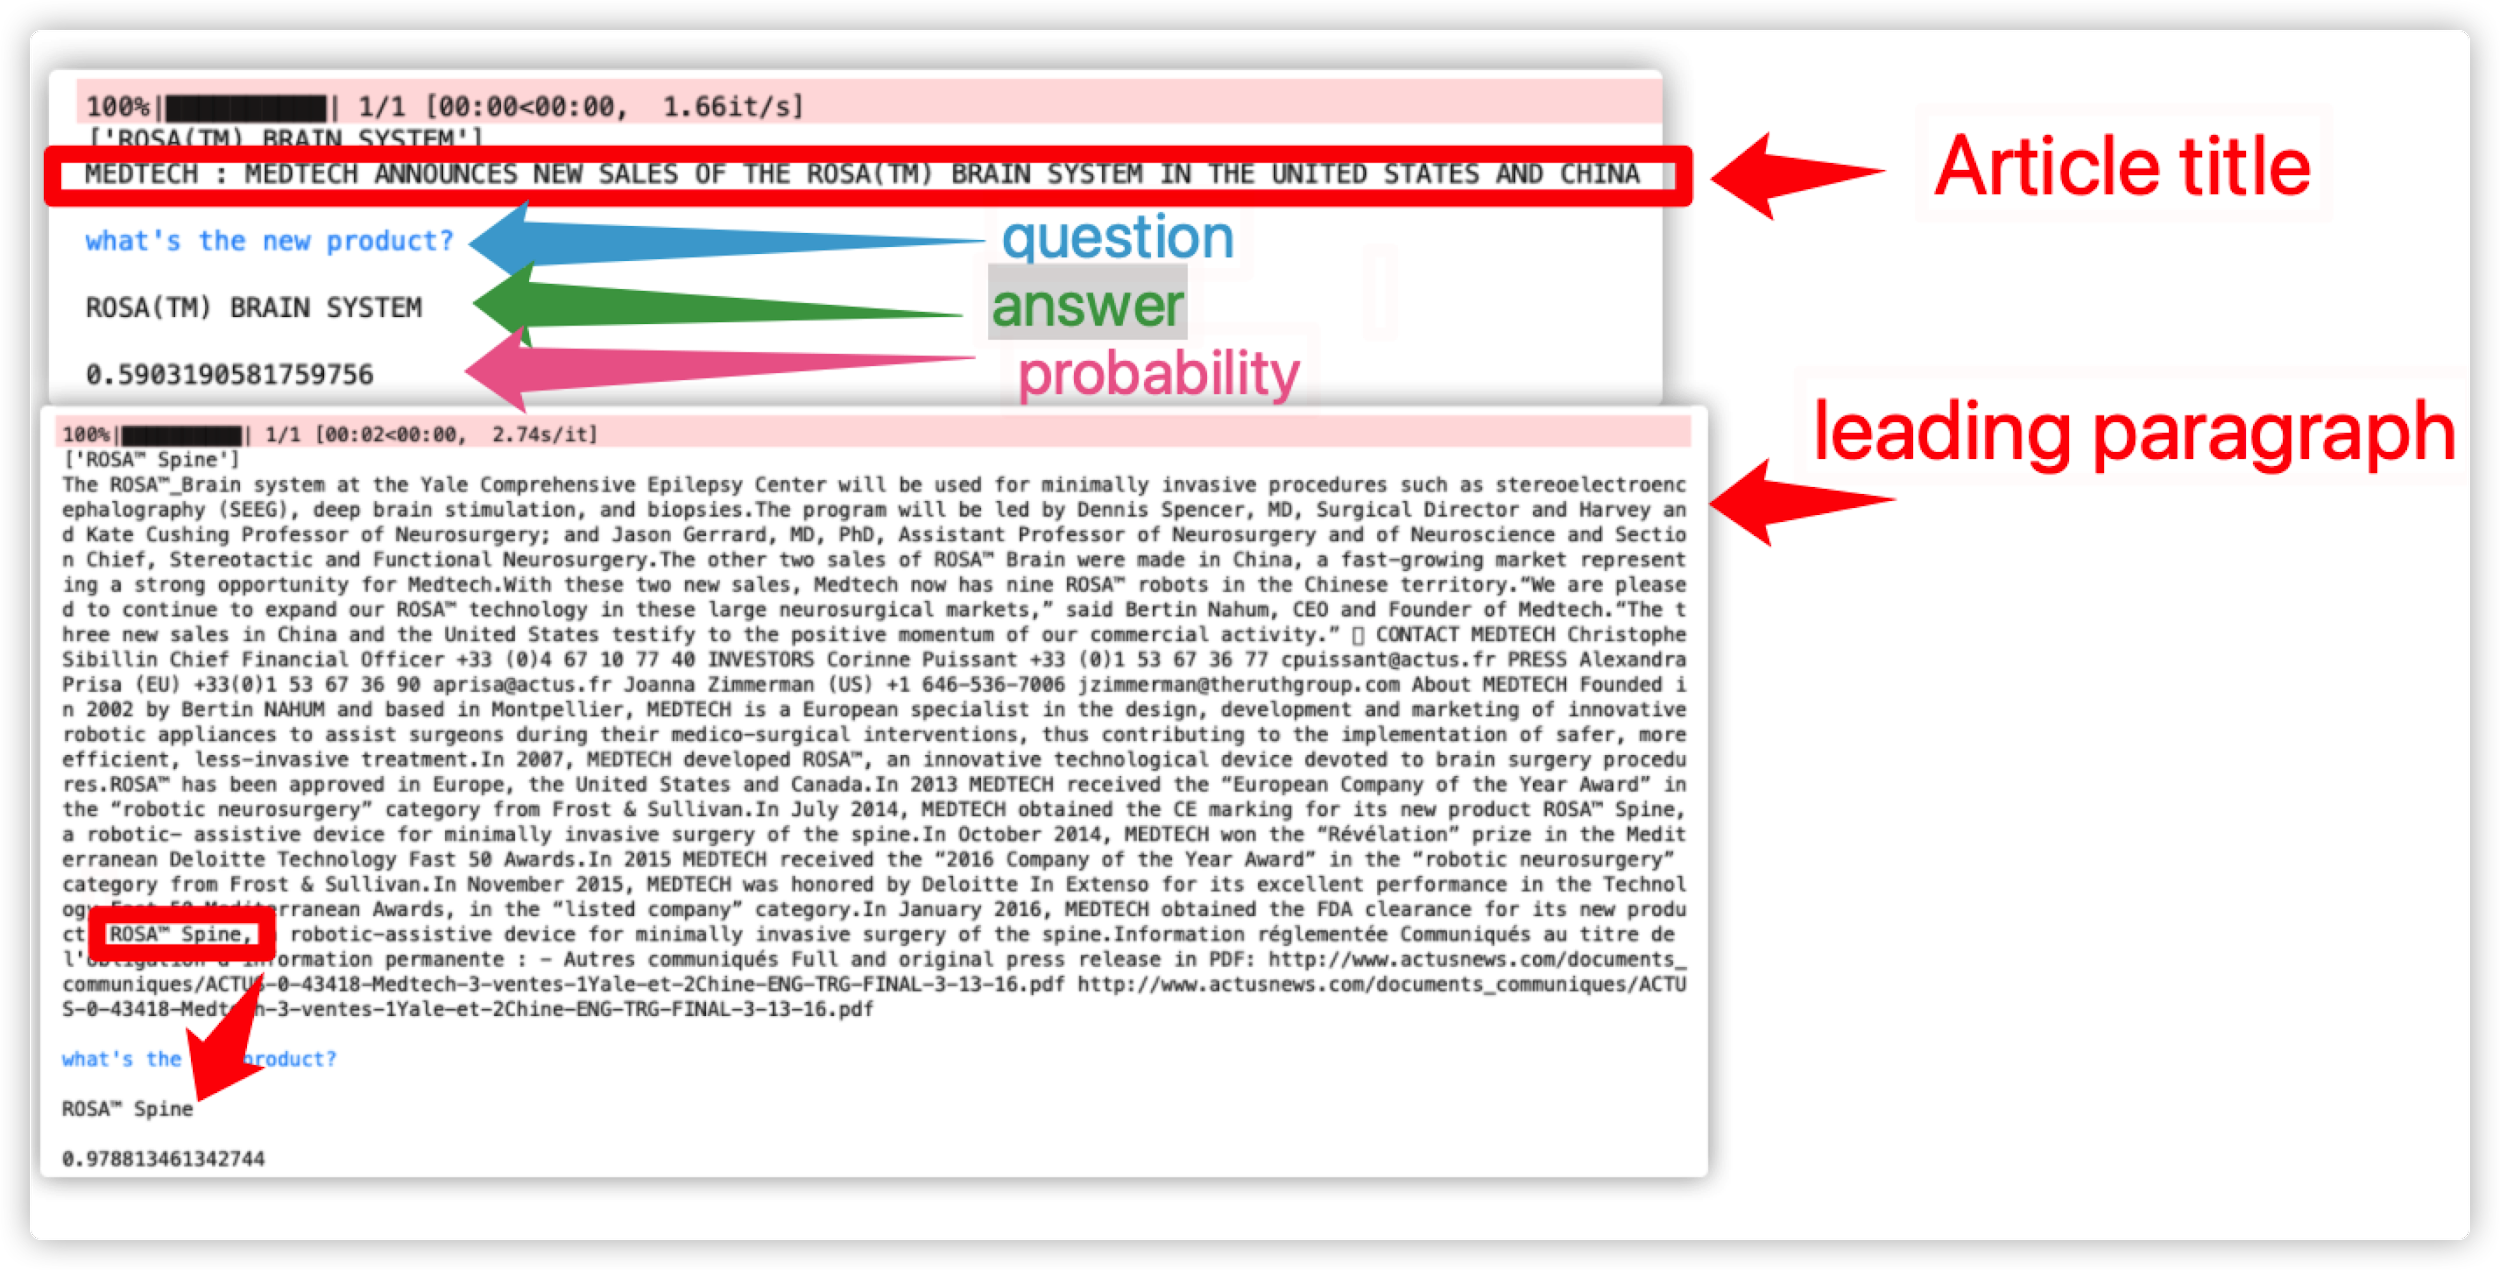 100%|██████████| 1/1 [00:00<00:00,  1.66it/s]
['ROSA(TM) BRAIN SYSTEM']
MEDTECH : MEDTECH ANNOUNCES NEW SALES OF THE ROSA(TM) BRAIN SYSTEM IN THE UNITED STATES AND CHINA
Article title
what's the new product?
question
ROSA(TM) BRAIN SYSTEM
answer
0.5903190581759756
probability
leading paragraph
100%|██████████| 1/1 [00:02<00:00,  2.74s/it]
['ROSA™ Spine']
The ROSA™_Brain system at the Yale Comprehensive Epilepsy Center will be used for minimally invasive procedures such as stereoelectroenc
ephalography (SEEG), deep brain stimulation, and biopsies.The program will be led by Dennis Spencer, MD, Surgical Director and Harvey an
d Kate Cushing Professor of Neurosurgery; and Jason Gerrard, MD, PhD, Assistant Professor of Neurosurgery and of Neuroscience and Sectio
n Chief, Stereotactic and Functional Neurosurgery.The other two sales of ROSA™ Brain were made in China, a fast-growing market represent
ing a strong opportunity for Medtech.With these two new sales, Medtech now has nine ROSA™ robots in the Chinese territory.“We are please
d to continue to expand our ROSA™ technology in these large neurosurgical markets,” said Bertin Nahum, CEO and Founder of Medtech.“The t
hree new sales in China and the United States testify to the positive momentum of our commercial activity.” CONTACT MEDTECH Christophe
Sibillin Chief Financial Officer +33 (0)4 67 10 77 40 INVESTORS Corinne Puissant +33 (0)1 53 67 36 77 cpuissant@actus.fr PRESS Alexandra
Prisa (EU) +33(0)1 53 67 36 90 aprisa@actus.fr Joanna Zimmerman (US) +1 646-536-7006 jzimmerman@theruthgroup.com About MEDTECH Founded i
n 2002 by Bertin NAHUM and based in Montpellier, MEDTECH is a European specialist in the design, development and marketing of innovative
robotic appliances to assist surgeons during their medico-surgical interventions, thus contributing to the implementation of safer, more
efficient, less-invasive treatment.In 2007, MEDTECH developed ROSA™, an innovative technological device devoted to brain surgery procedu
res.ROSA™ has been approved in Europe, the United States and Canada.In 2013 MEDTECH received the “European Company of the Year Award” in
the “robotic neurosurgery” category from Frost & Sullivan.In July 2014, MEDTECH obtained the CE marking for its new product ROSA™ Spine,
a robotic- assistive device for minimally invasive surgery of the spine.In October 2014, MEDTECH won the “Révélation” prize in the Medit
erranean Deloitte Technology Fast 50 Awards.In 2015 MEDTECH received the “2016 Company of the Year Award” in the “robotic neurosurgery”
category from Frost & Sullivan.In November 2015, MEDTECH was honored by Deloitte In Extenso for its excellent performance in the Technol
ogy Fast 50 Mediterranean Awards, in the “listed company” category.In January 2016, MEDTECH obtained the FDA clearance for its new produ
ct ROSA™ Spine, robotic-assistive device for minimally invasive surgery of the spine.Information réglementée Communiqués au titre de
l'obligation d'information permanente : - Autres communiqués Full and original press release in PDF: http://www.actusnews.com/documents_
communiques/ACTUS-0-43418-Medtech-3-ventes-1Yale-et-2Chine-ENG-TRG-FINAL-3-13-16.pdf http://www.actusnews.com/documents_communiques/ACTU
S-0-43418-Medtech-3-ventes-1Yale-et-2Chine-ENG-TRG-FINAL-3-13-16.pdf
what's the product?
ROSA™ Spine
0.978813461342744